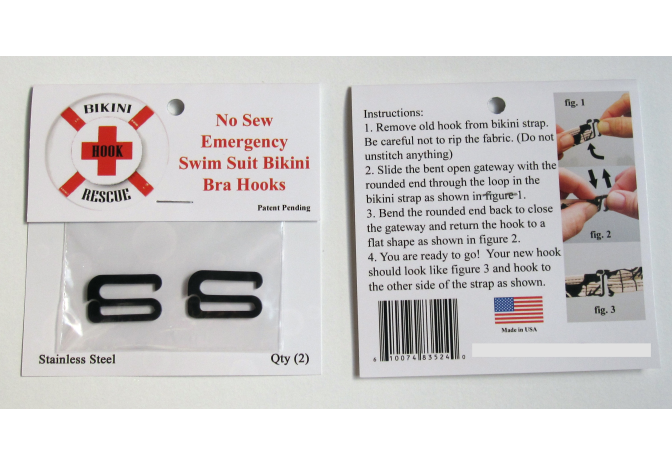 BIKINI
HOOK
RESCUE
No Sew
Emergency
Swim Suit Bikini
Bra Hooks
Patent Pending
Stainless Steel
Qty (2)
Instructions:
1. Remove old hook from bikini strap.
Be careful not to rip the fabric. (Do not
unstitch anything)
2. Slide the bent open gateway with the
rounded end through the loop in the
bikini strap as shown in figure 1.
3. Bend the rounded end back to close
the gateway and return the hook to a
flat shape as shown in figure 2.
4. You are ready to go! Your new hook
should look like figure 3 and hook to
the other side of the strap as shown.
fig. 1
fig. 2
fig. 3
Made in USA
6 10074 83524 0